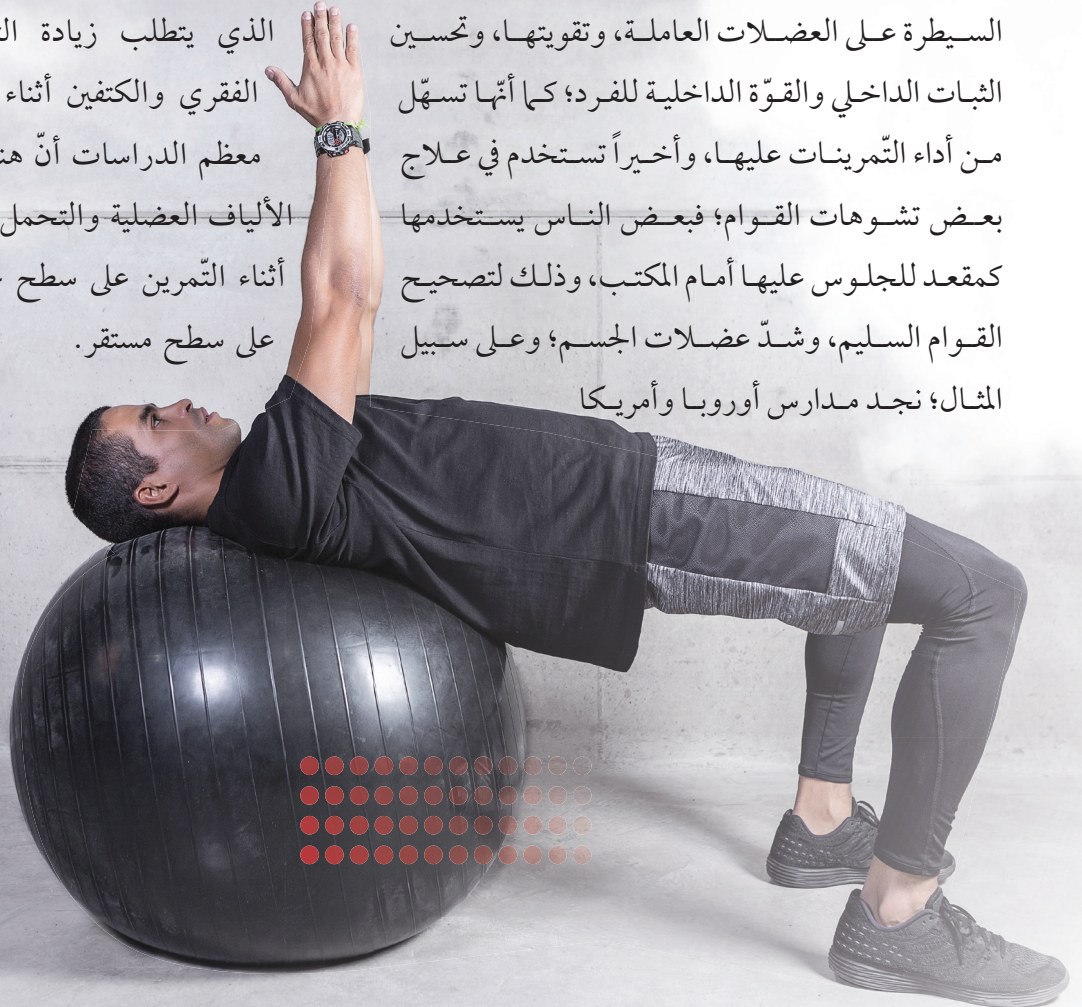 السيطرة على العضلات العاملة، وتقويتها، وتحسين
الثبات الداخلي والقوّة الداخلية للفرد؛ كما أنّها تسهّل
من أداء التّمرينات عليها، وأخيراً تستخدم في علاج
بعض تشوهات القوام؛ فبعض الناس يستخدمها
كمقعد للجلوس عليها أمام المكتب، وذلك لتصحيح
القوام السليم، وشدّ عضلات الجسم؛ وعلى سبيل
المثال؛ نجد مدارس أوروبا وأمريكا
الذي يتطلب زيادة
الفقري والكتفين أثناء
معظم الدراسات أنّ
الألياف العضلية والتحمل
أثناء التّمرين على سطح
على سطح مستقر.